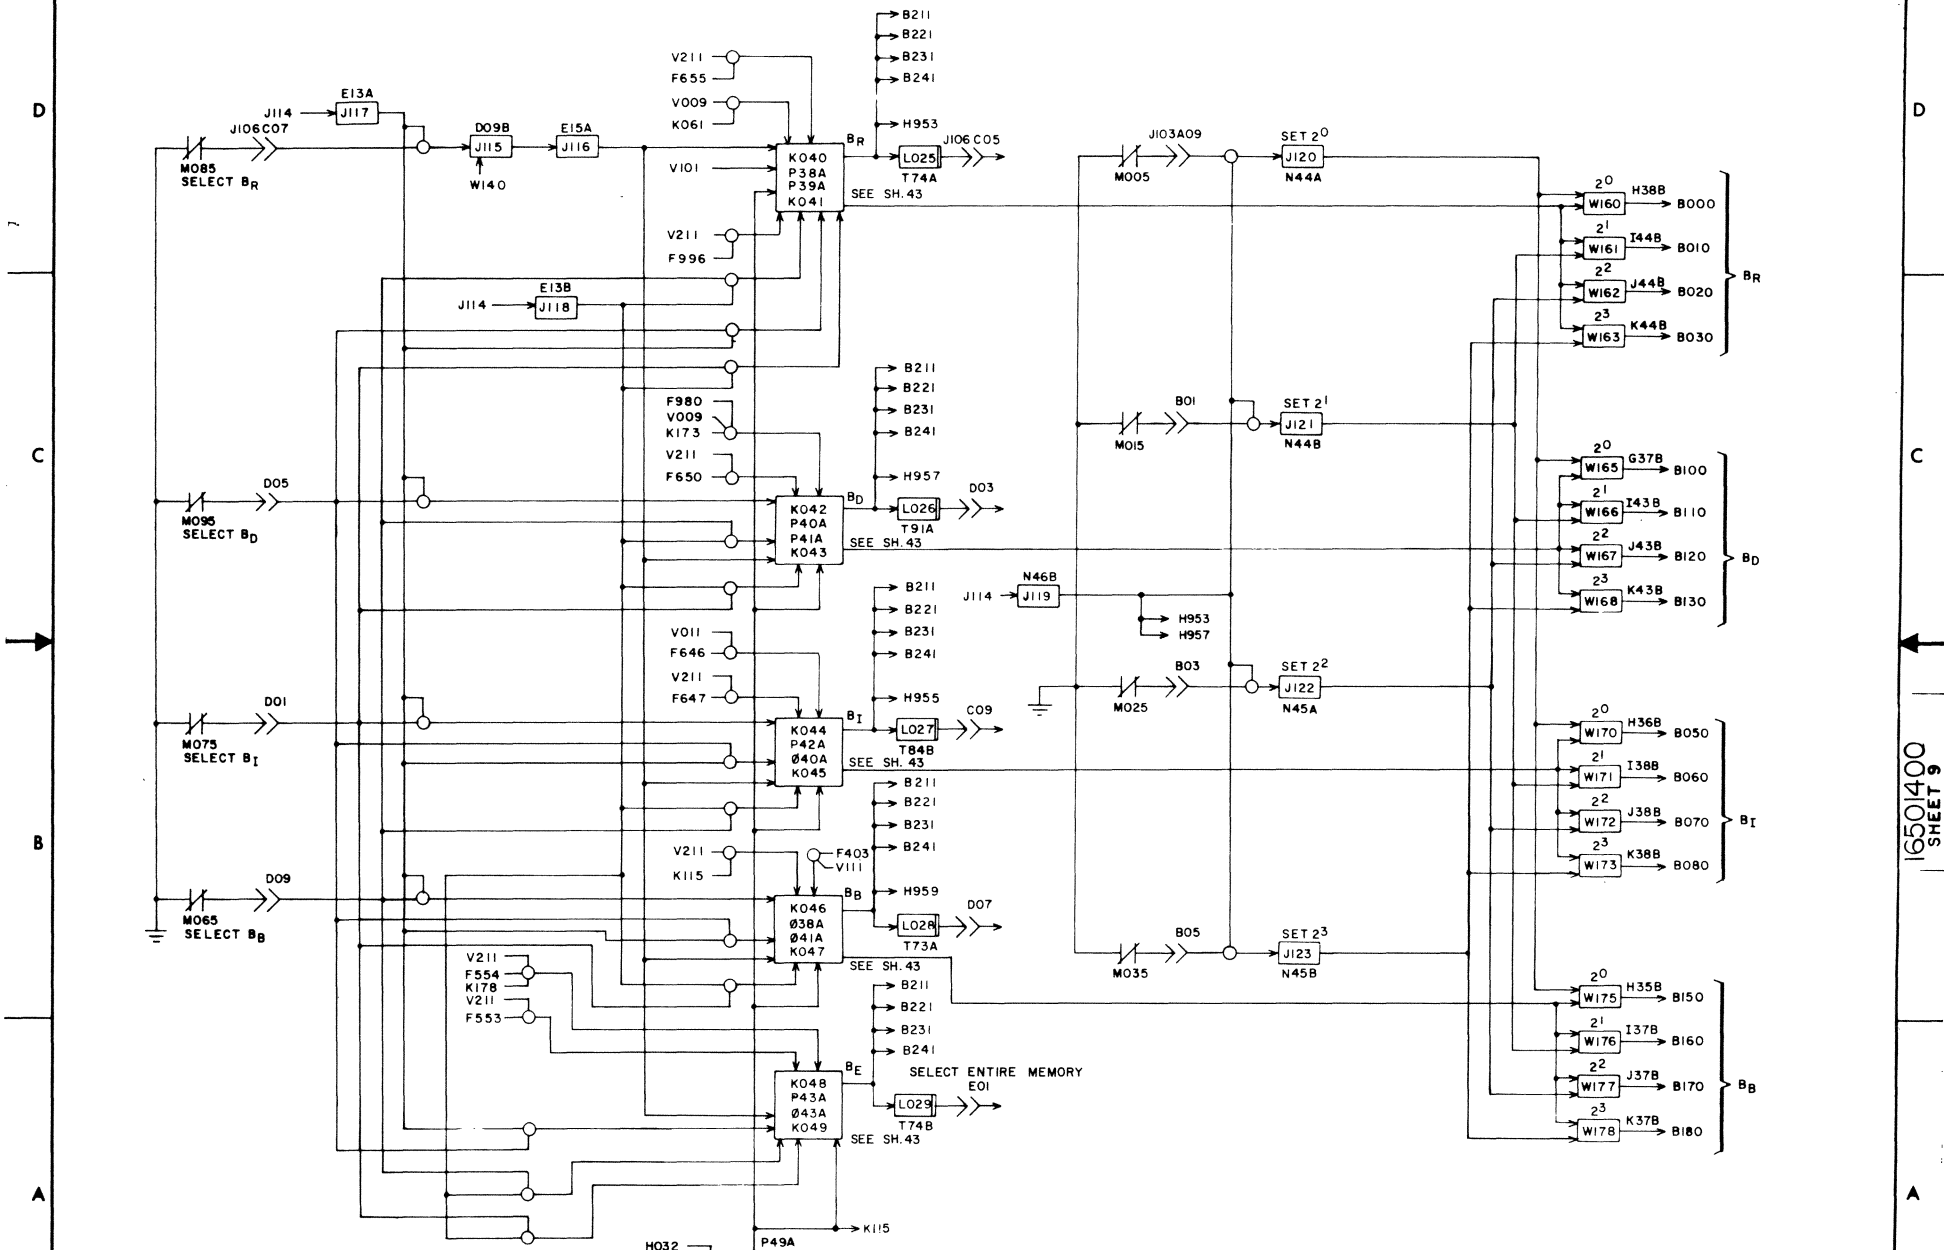 D
D
C
C
B
A
A
16501400
SHEET 9
M085
SELECT BR
J106C07
J114
E13A
J117
D09B
J115
W140
E15A
J116
V211
F655
V009
K061
V101
V211
F996
BR
K040
P38A
P39A
K041
SEE SH.43
B211
B221
B231
B241
H953
L025
T74A
J106C05
J114
E13B
J118
M095
SELECT BD
D05
F980
V009
K173
V211
F650
BD
K042
P40A
P41A
K043
SEE SH.43
B211
B221
B231
B241
H957
L026
T91A
D03
M075
SELECT BI
D01
V011
F646
V211
F647
BI
K044
P42A
Ø40A
K045
SEE SH.43
B211
B221
B231
B241
H955
L027
T84B
C09
M065
SELECT BB
D09
V211
K115
F403
V111
BB
K046
Ø38A
Ø41A
K047
SEE SH.43
B211
B221
B231
B241
H959
L028
T73A
D07
V211
F554
K178
V211
F553
BE
K048
P43A
Ø43A
K049
SEE SH.43
B211
B221
B231
B241
SELECT ENTIRE MEMORY
E01
L029
T74B
K115
P49A
H032
M005
J103A09
SET 2⁰
J120
N44A
M015
B01
SET 2¹
J121
N44B
J114
N46B
J119
H953
H957
M025
B03
SET 2²
J122
N45A
M035
B05
SET 2³
J123
N45B
2⁰
W160
H38B
B000
2¹
W161
I44B
B010
2²
W162
J44B
B020
2³
W163
K44B
B030
BR
2⁰
W165
G37B
B100
2¹
W166
I43B
B110
2²
W167
J43B
B120
2³
W168
K43B
B130
BD
2⁰
W170
H36B
B050
2¹
W171
I38B
B060
2²
W172
J38B
B070
2³
W173
K38B
B080
BI
2⁰
W175
H35B
B150
2¹
W176
I37B
B160
2²
W177
J37B
B170
2³
W178
K37B
B180
BB